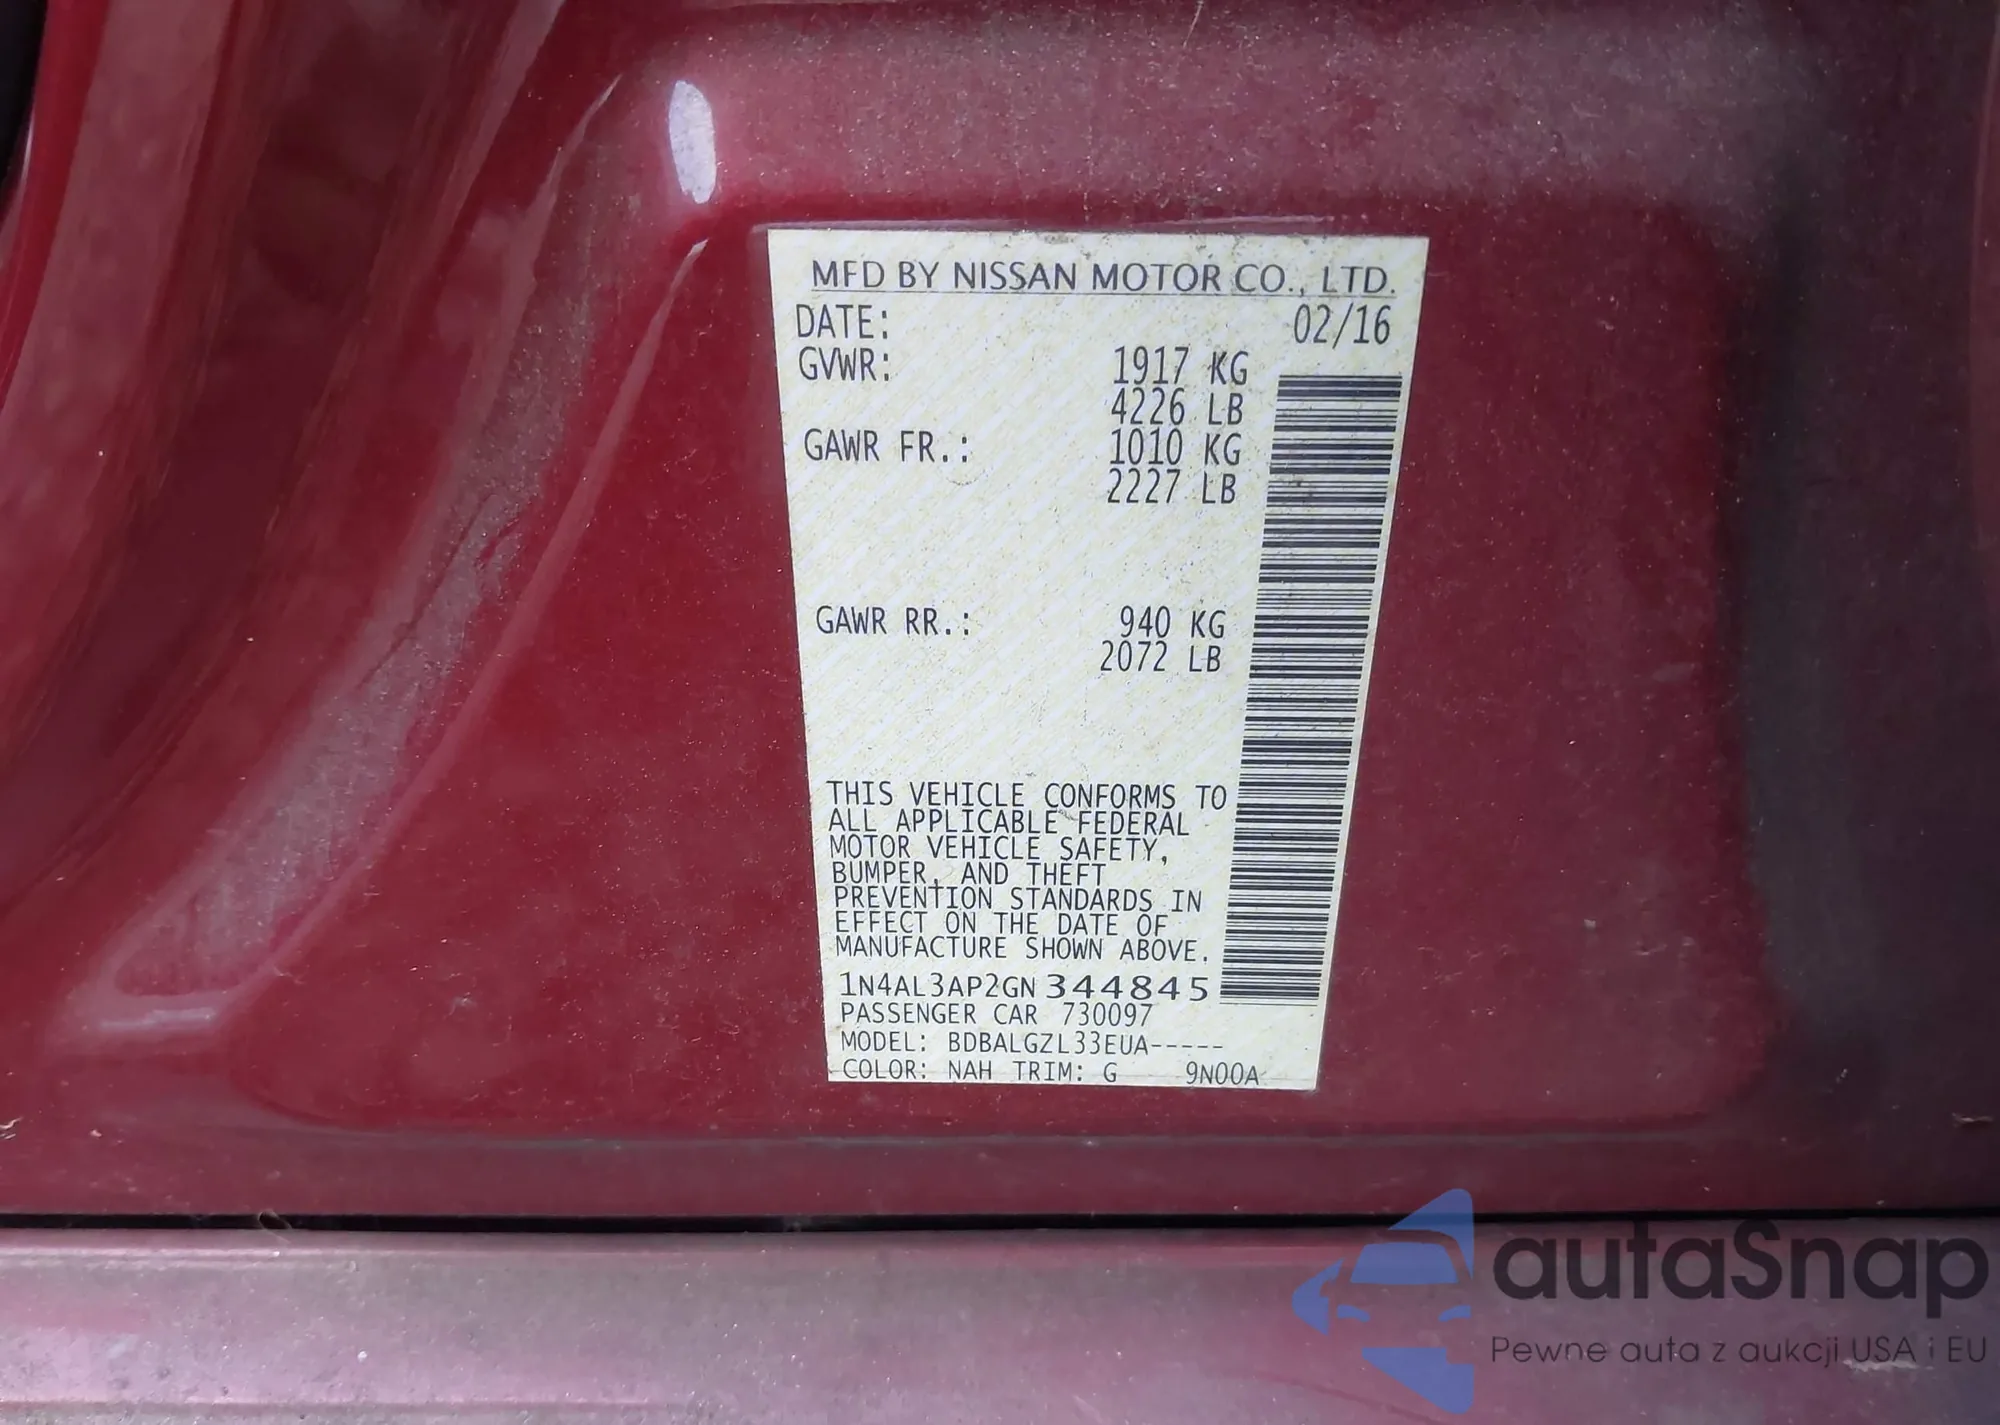 MFD BY NISSAN MOTOR CO., LTD.
DATE: 02/16
GVWR: 1917 KG
4226 LB
GAWR FR.: 1010 KG
2227 LB
GAWR RR.: 940 KG
2072 LB
THIS VEHICLE CONFORMS TO
ALL APPLICABLE FEDERAL
MOTOR VEHICLE SAFETY,
BUMPER, AND THEFT
PREVENTION STANDARDS IN
EFFECT ON THE DATE OF
MANUFACTURE SHOWN ABOVE.
1N4AL3AP2GN 344845
PASSENGER CAR 730097
MODEL: BDBALGZL33EUA-----
COLOR: NAH TRIM: G 9N00A
autaSnap
Pewne auta z aukcji USA i EU